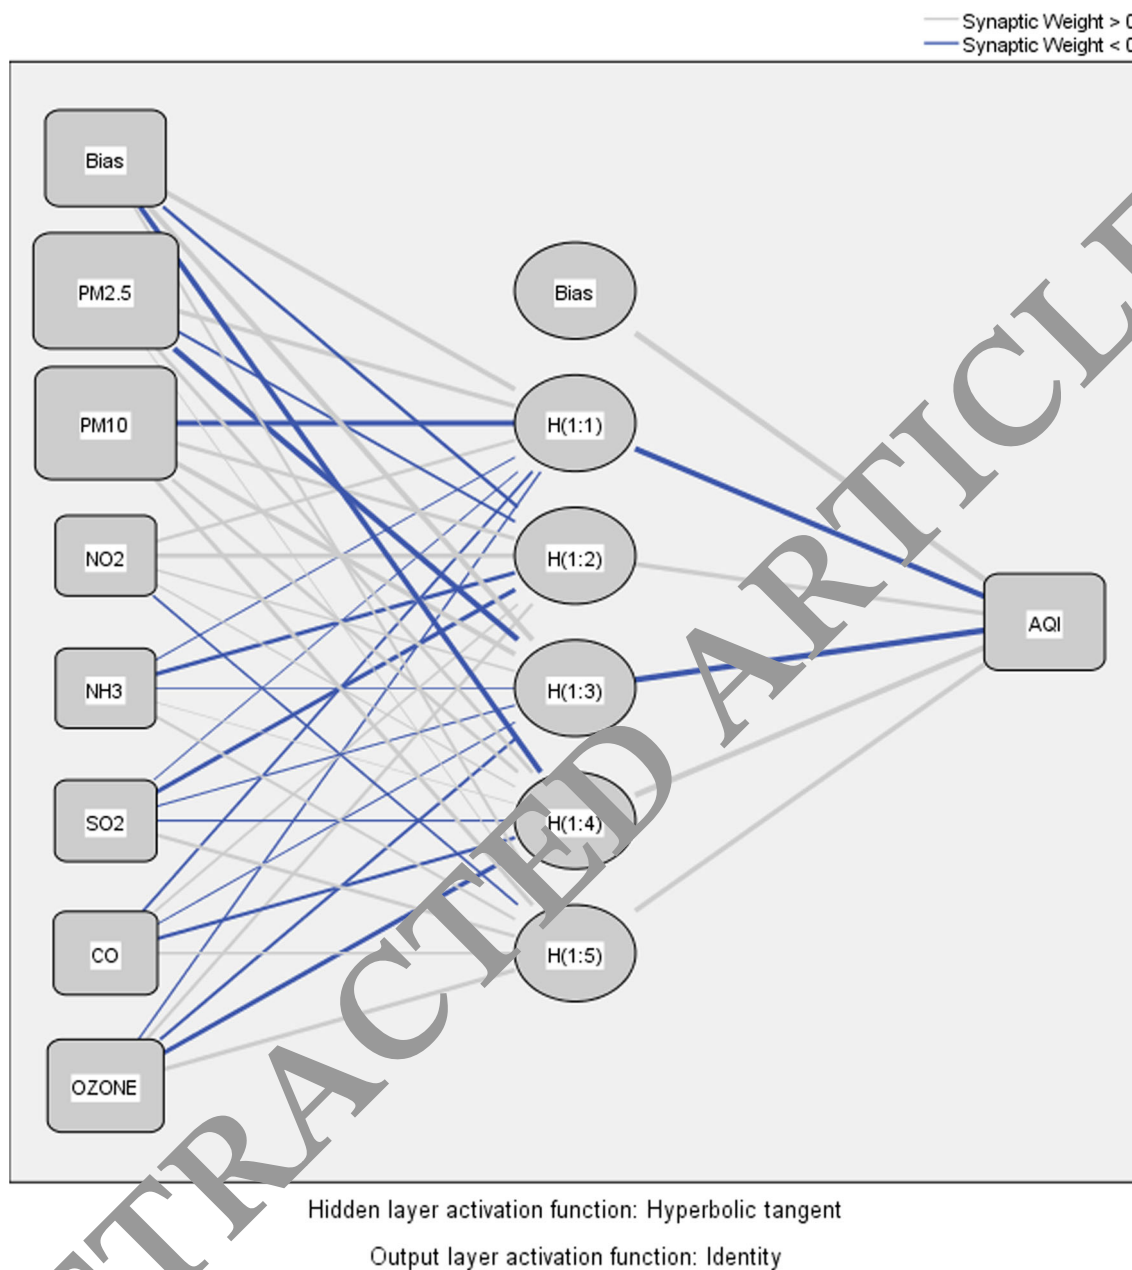 Synaptic Weight > 0
Synaptic Weight < 0
Bias
PM2.5
PM10
NO2
NH3
SO2
CO
OZONE
Bias
H(1:1)
H(1:2)
H(1:3)
H(1:4)
H(1:5)
AQI
TRACTED ARTICLE
Hidden layer activation function: Hyperbolic tangent
Output layer activation function: Identity